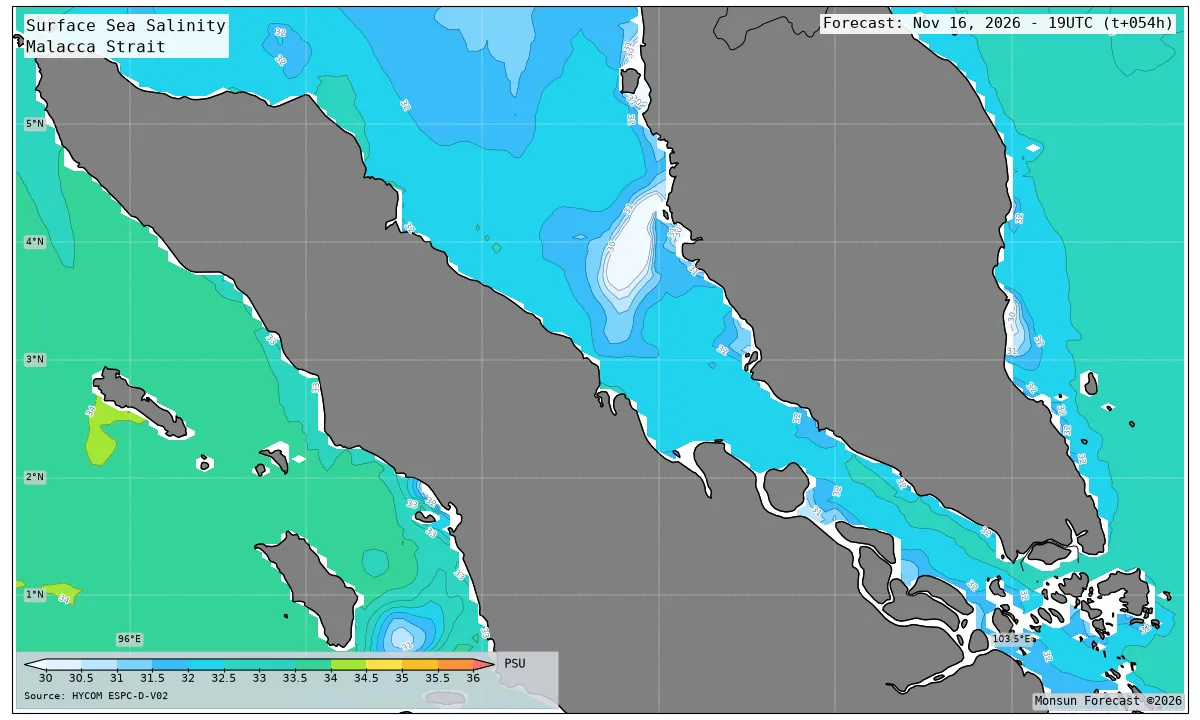 Surface Sea Salinity
Malacca Strait
Forecast: Nov 16, 2026 - 19UTC (t+054h)
5°N
4°N
3°N
2°N
1°N
96°E
103.5°E
30 30.5 31 31.5 32 32.5 33 33.5 34 34.5 35 35.5 36
PSU
Source: HYCOM ESPC-D-V02
Monsun Forecast ©2026